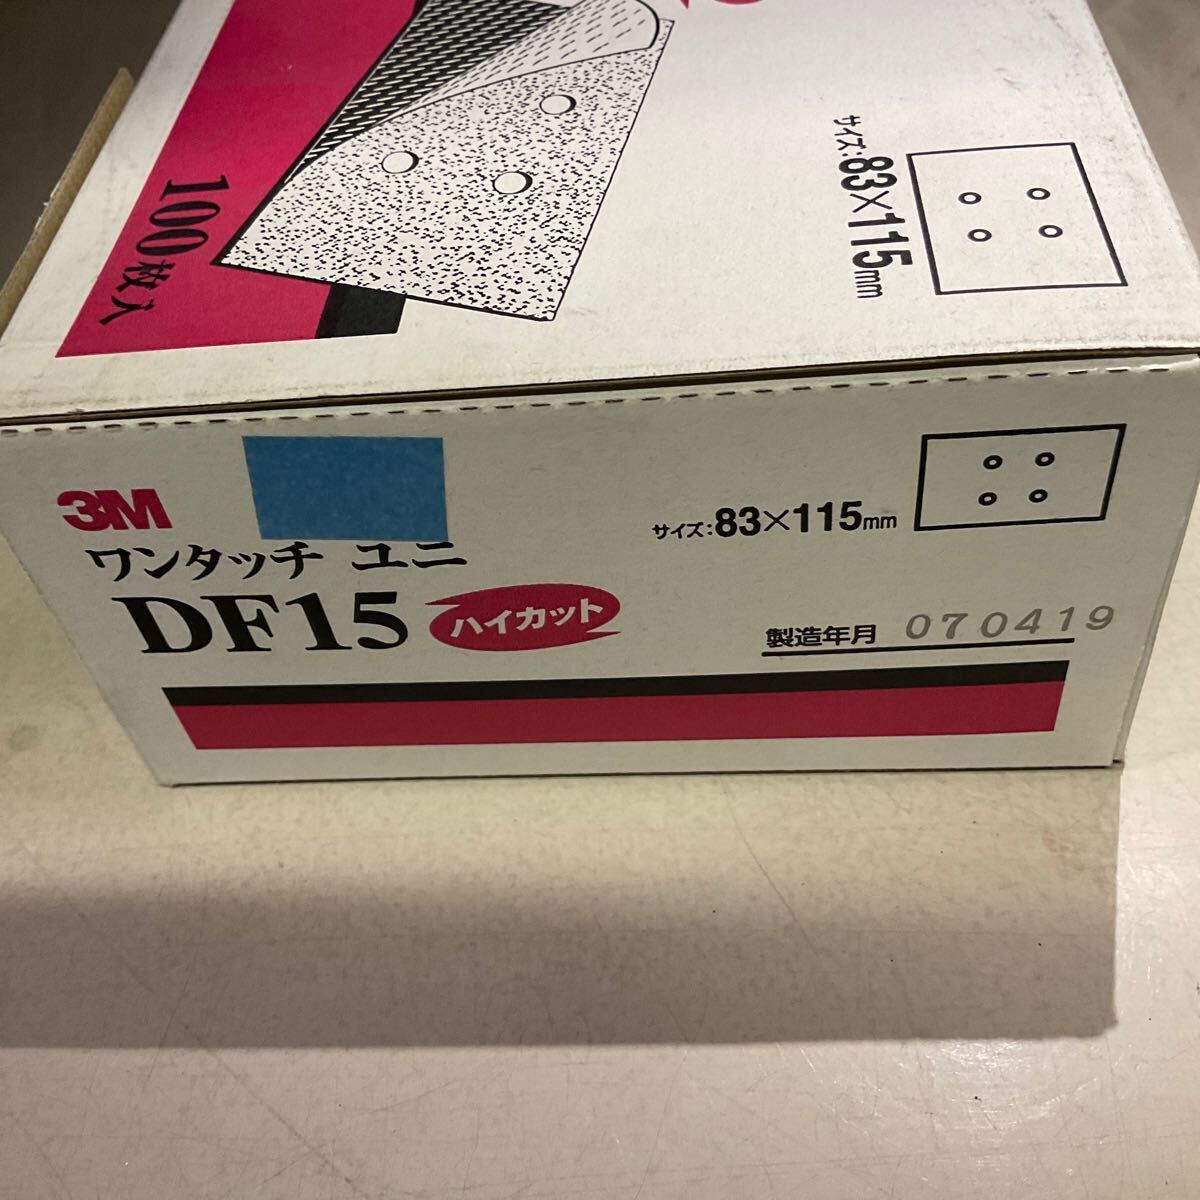 100枚入
サイズ:83×115mm
3M
ワンタッチ ユニ
DF15 ハイカット
サイズ:83×115mm
製造年月 070419